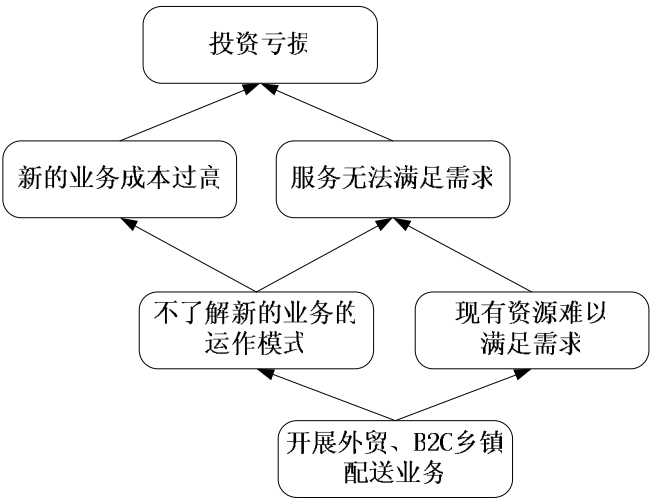 投资亏损
新的业务成本过高
服务无法满足需求
不了解新的业务的
运作模式
现有资源难以
满足需求
开展外贸、B2C乡镇
配送业务